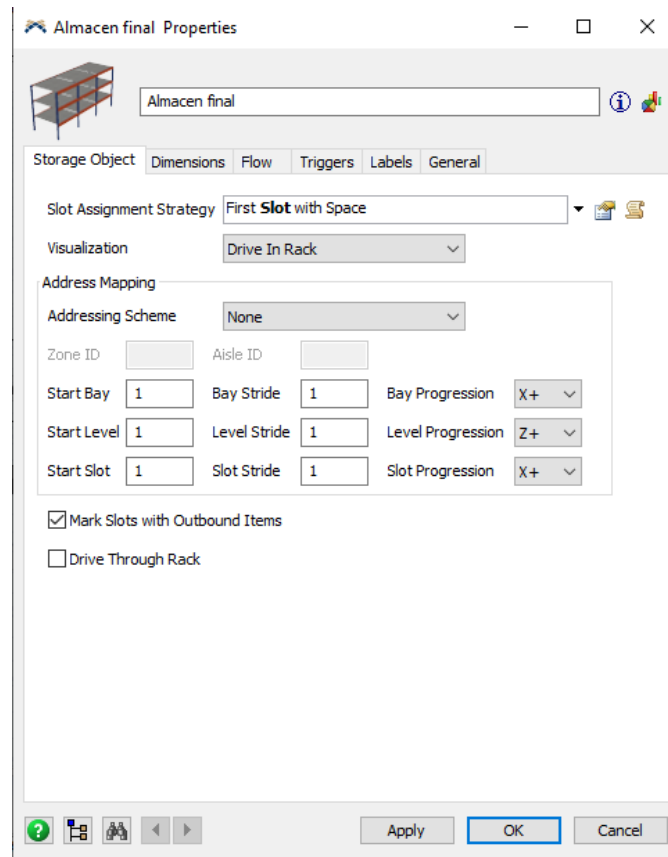 Almacen final Properties
Almacen final
Storage Object Dimensions Flow Triggers Labels General
Slot Assignment Strategy First Slot with Space
Visualization Drive In Rack
Address Mapping
Addressing Scheme None
Zone ID Aisle ID
Start Bay 1 Bay Stride 1 Bay Progression X+
Start Level 1 Level Stride 1 Level Progression Z+
Start Slot 1 Slot Stride 1 Slot Progression X+
Mark Slots with Outbound Items
Drive Through Rack
Apply OK Cancel